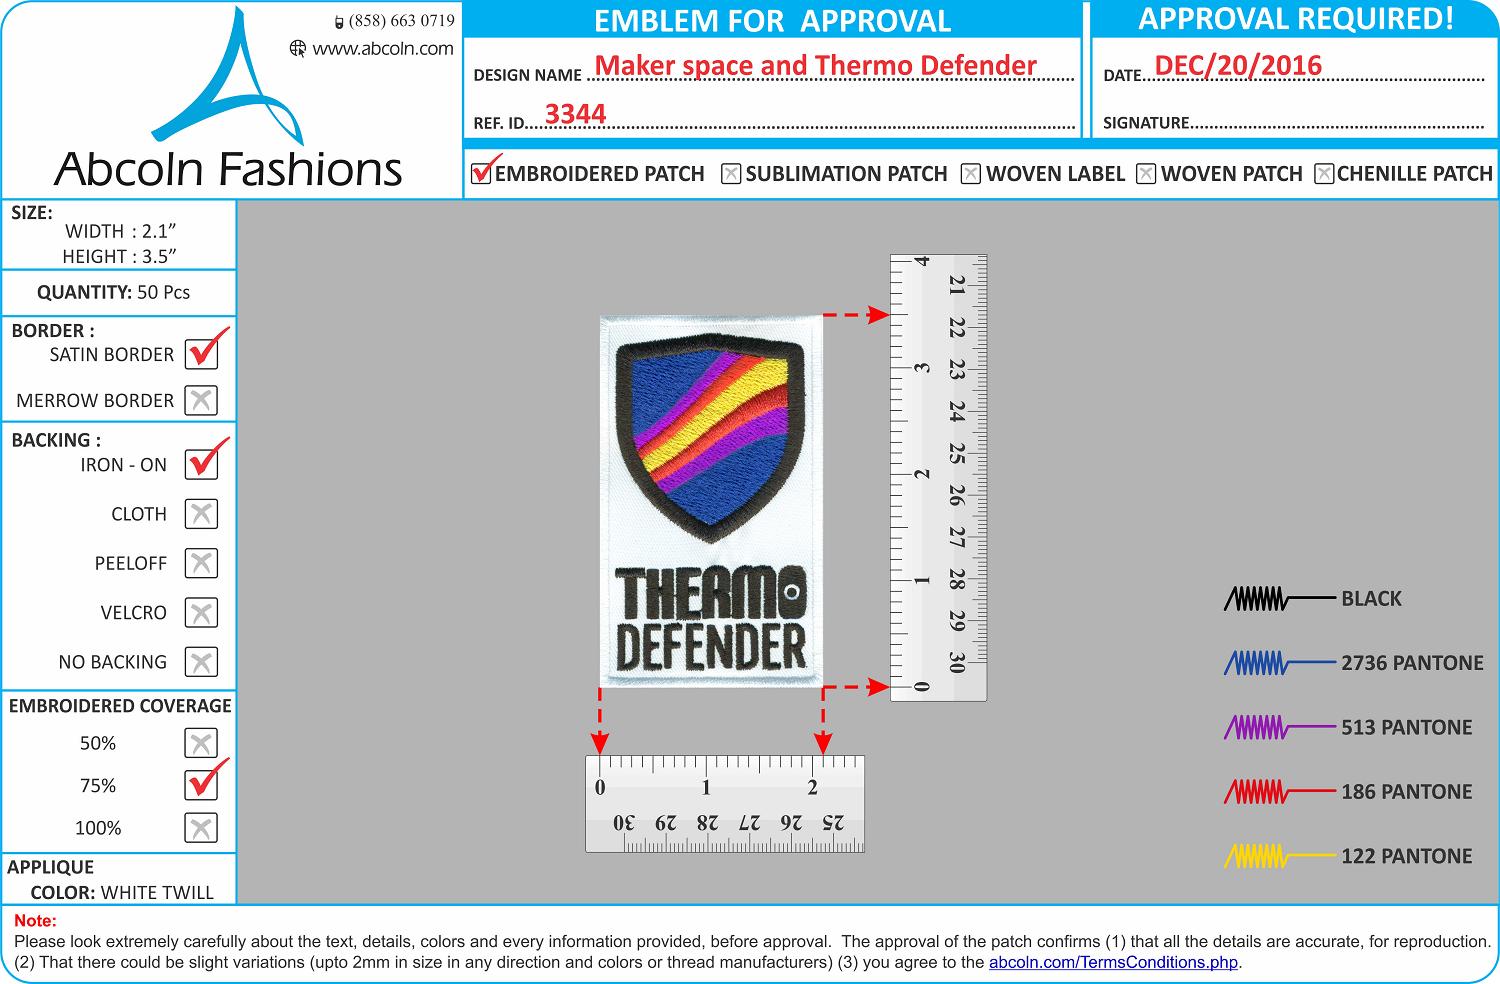 (858) 663 0719
www.abcoln.com
Abcoln Fashions
EMBLEM FOR APPROVAL
DESIGN NAME Maker space and Thermo Defender
REF. ID. 3344
APPROVAL REQUIRED!
DATE. DEC/20/2016
SIGNATURE
EMBROIDERED PATCH SUBLIMATION PATCH WOVEN LABEL WOVEN PATCH CHENILLE PATCH
SIZE:
WIDTH : 2.1”
HEIGHT : 3.5”
QUANTITY: 50 Pcs
BORDER :
SATIN BORDER
MERROW BORDER
BACKING :
IRON - ON
CLOTH
PEELOFF
VELCRO
NO BACKING
EMBROIDERED COVERAGE
50%
75%
100%
APPLIQUE
COLOR: WHITE TWILL
THERMO
DEFENDER
4 3 2 1 0
21 22 23 24 25 26 27 28 29 30
0 1 2
30 29 28 27 26 25
BLACK
2736 PANTONE
513 PANTONE
186 PANTONE
122 PANTONE
Note:
Please look extremely carefully about the text, details, colors and every information provided, before approval. The approval of the patch confirms (1) that all the details are accurate, for reproduction.
(2) That there could be slight variations (upto 2mm in size in any direction and colors or thread manufacturers) (3) you agree to the abcoln.com/TermsConditions.php.